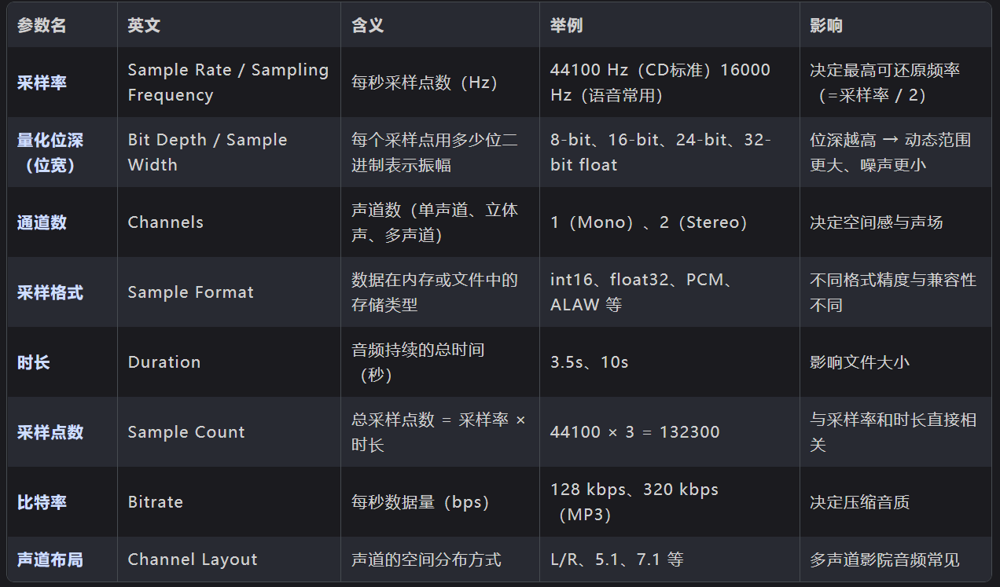 参数名
英文
含义
举例
影响
采样率
Sample Rate / Sampling
Frequency
每秒采样点数（Hz）
44100 Hz（CD标准）16000
Hz（语音常用）
决定最高可还原频率
（=采样率 / 2）
量化位深
（位宽）
Bit Depth / Sample
Width
每个采样点用多少位二
进制表示振幅
8-bit、16-bit、24-bit、32-
bit float
位深越高 → 动态范围
更大、噪声更小
通道数
Channels
声道数（单声道、立体
声、多声道）
1（Mono）、2（Stereo）
决定空间感与声场
采样格式
Sample Format
数据在内存或文件中的
存储类型
int16、float32、PCM、
ALAW 等
不同格式精度与兼容性
不同
时长
Duration
音频持续的总时间
（秒）
3.5s、10s
影响文件大小
采样点数
Sample Count
总采样点数 = 采样率 ×
时长
44100 × 3 = 132300
与采样率和时长直接相
关
比特率
Bitrate
每秒数据量（bps）
128 kbps、320 kbps
（MP3）
决定压缩音质
声道布局
Channel Layout
声道的空间分布方式
L/R、5.1、7.1 等
多声道影院音频常见